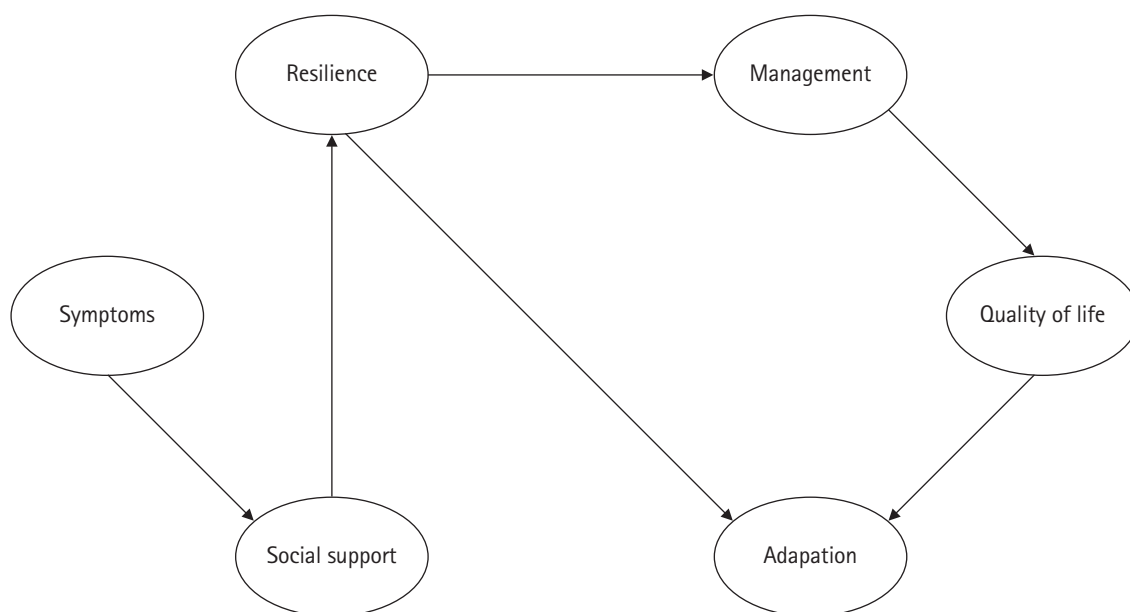 Resilience
Management
Symptoms
Quality of life
Social support
Adapation